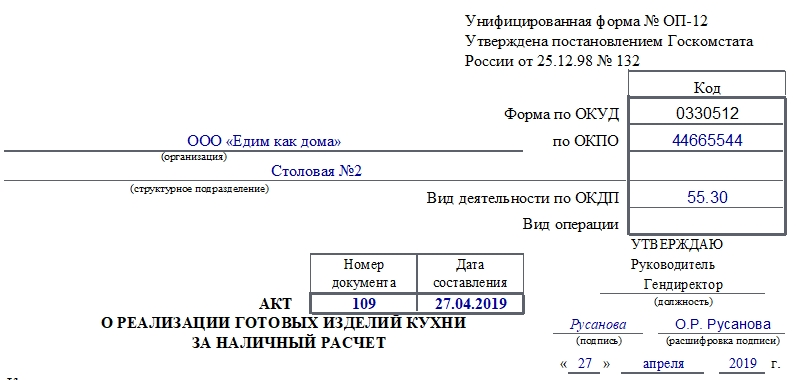 Унифицированная форма № ОП-12
Утверждена постановлением Госкомстата
России от 25.12.98 № 132
Код
Форма по ОКУД 0330512
ООО «Едим как дома» по ОКПО 44665544
(организация)
Столовая №2
(структурное подразделение)
Вид деятельности по ОКДП 55.30
Вид операции
УТВЕРЖДАЮ
Руководитель
Гендиректор
(должность)
Номер документа
Дата составления
АКТ 109 27.04.2019
О РЕАЛИЗАЦИИ ГОТОВЫХ ИЗДЕЛИЙ КУХНИ
ЗА НАЛИЧНЫЙ РАСЧЕТ
Русанова О.Р. Русанова
(подпись) (расшифровка подписи)
« 27 » апреля 2019 г.